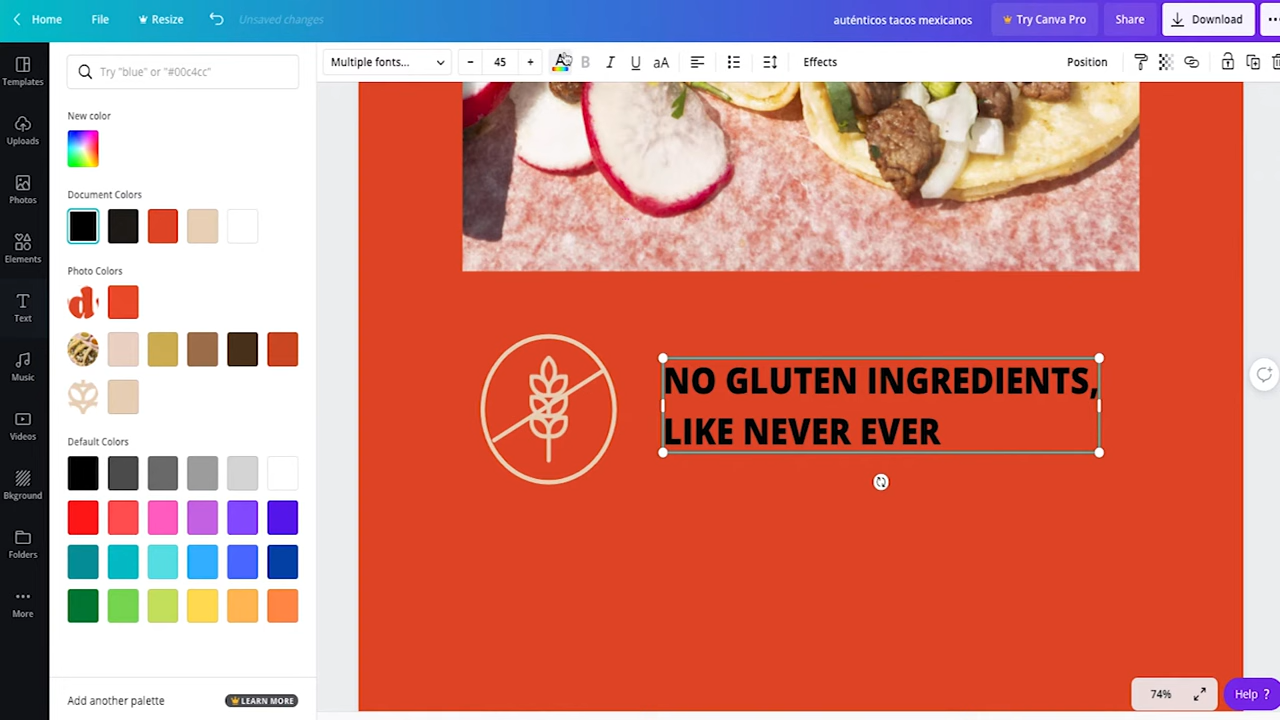 Home
File
Resize
Unsaved changes
auténticos tacos mexicanos
Try Canva Pro
Share
Download
Templates
Uploads
Photos
Elements
Text
Music
Videos
Bkground
Folders
More
Try "blue" or "#00c4cc"
New color
Document Colors
Photo Colors
d
Default Colors
Add another palette
LEARN MORE
Multiple fonts...
– 45 +
A
B
I
U
aA
Effects
Position
NO GLUTEN INGREDIENTS,
LIKE NEVER EVER
74%
Help ?